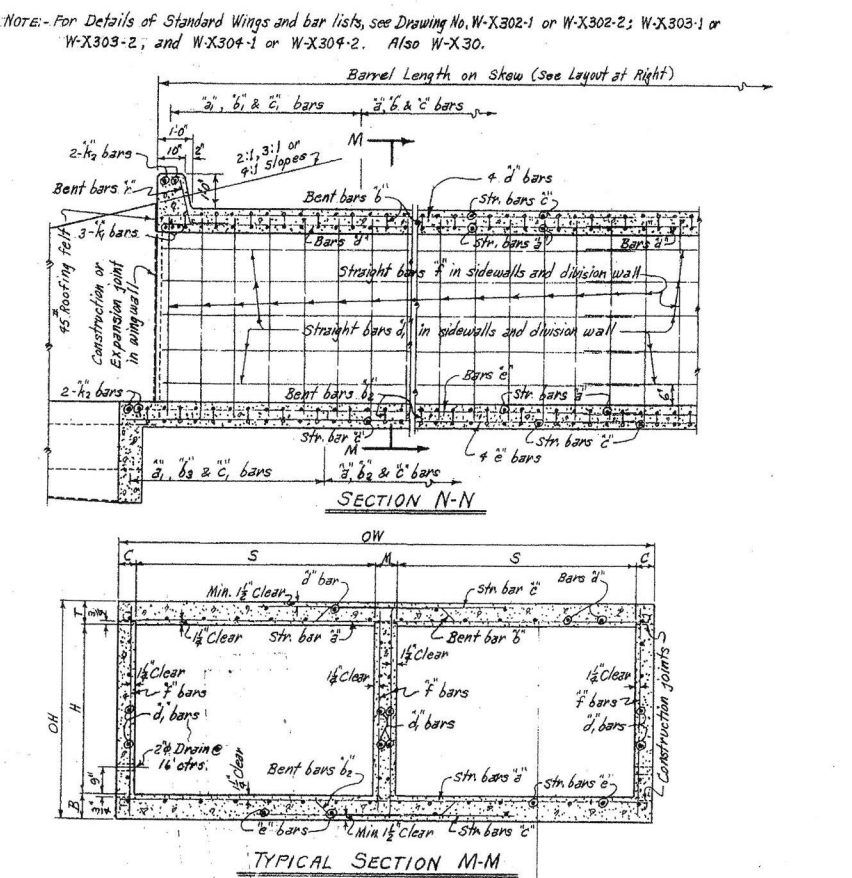 NOTE:- For Details of Standard Wings and bar lists, see Drawing No. W-X302-1 or W-X302-2; W-X303-1 or
W-X303-2, and W-X304-1 or W-X304-2. Also W-X30.
Barrel Length on Skew (See Layout at Right)
"a₁", "b₁" & "c₁" bars
"a", "b" & "c" bars
1'-0"
10"
2"
M
2-"k₂" bars
2:1, 3:1 or
4:1 Slopes
1'-0"
Bent bars "r"
Bent bars "b"
4 "d" bars
Str. bars "c"
3-"k₁" bars
Bars "d"
Str. bars "a"
Bars "d"
45# Roofing felt
Construction or
Expansion joint
in wingwall
Straight bars "f" in sidewalls and division wall
Straight bars "d₁" in sidewalls and division wall
2-"k₂" bars
Bent bars "b₂"
Bars "e"
Str. bars "a"
6"
Str. bar "c"
M
4 "e" bars
Str. bars "c"
"a₁", "b₃" & "c₁" bars
"a", "b₂" & "c" bars
SECTION N-N
OW
C
S
M
S
C
Min. 1½" Clear
"d" bar
Str. bar "c"
Bars "d"
T
1¼" Clear
Str. bar "a"
Bent bar "b"
1½" Clear
1½" Clear
1½" Clear
"f" bars
"f" bars
"f" bars
"d₁" bars
"d₁" bars
"d₁" bars
Construction joints
OH
H
2"ϕ Drain @
16' ctrs.
9"
1¼" Clear
Bent bars "b₂"
Str. bars "a"
Str. bars "e"
B
"e" bars
Min 1½" Clear
Str. bars "c"
TYPICAL SECTION M-M